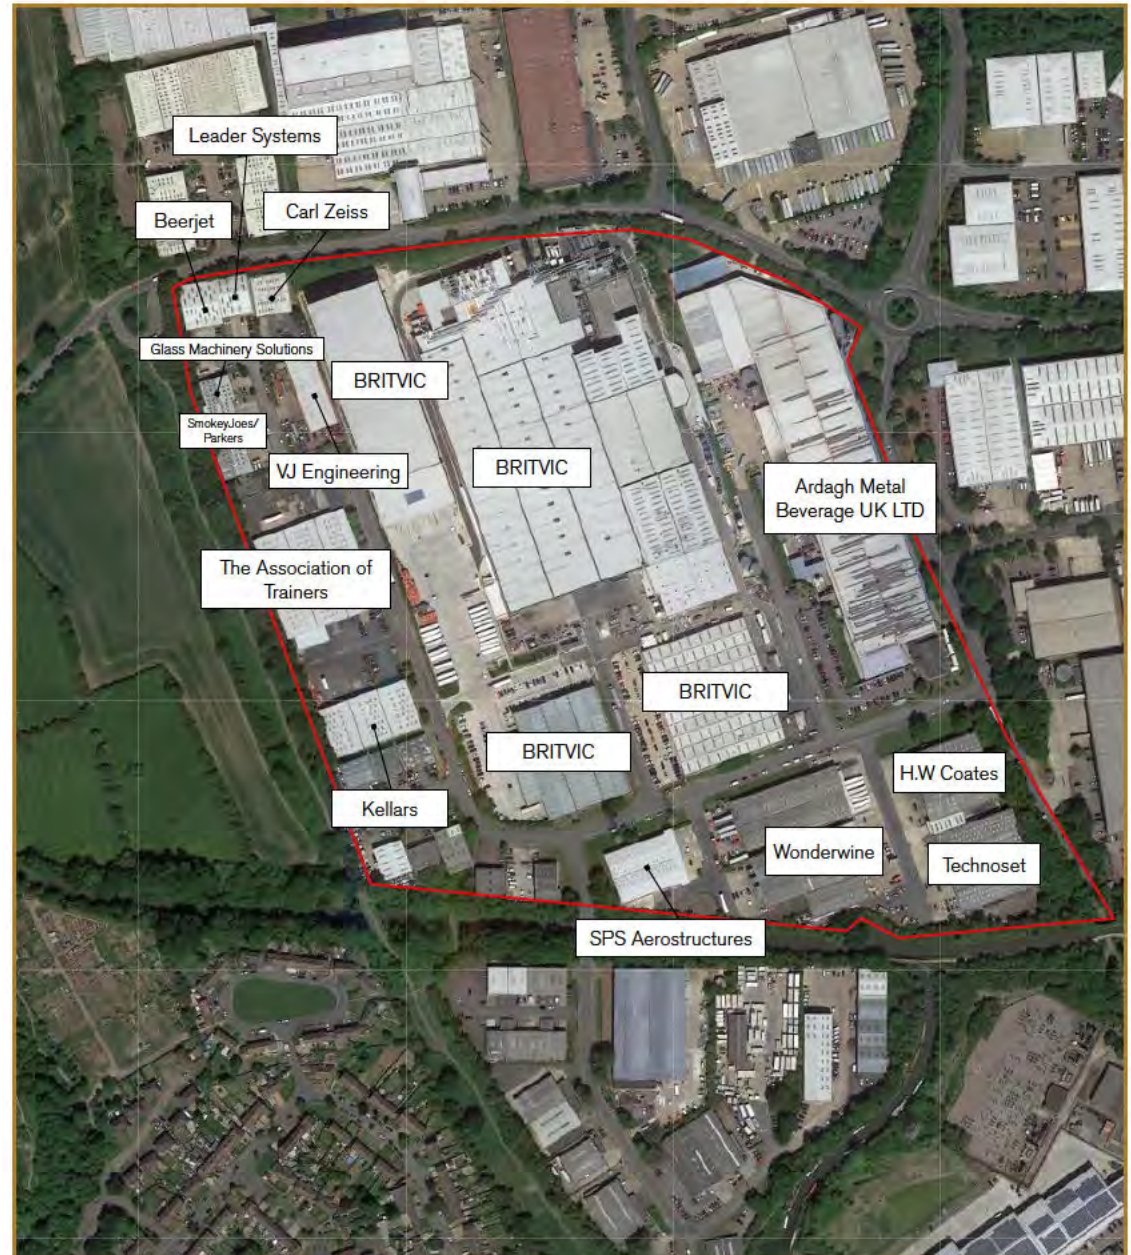 Leader Systems
Beerjet
Carl Zeiss
Glass Machinery Solutions
BRITVIC
SmokeyJoes/
Parkers
VJ Engineering
BRITVIC
Ardagh Metal
Beverage UK LTD
The Association of
Trainers
BRITVIC
BRITVIC
H.W Coates
Kellars
Wonderwine
Technoset
SPS Aerostructures